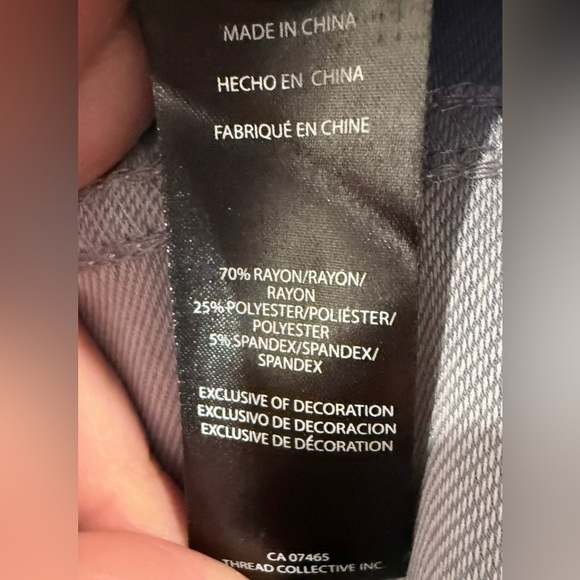 MADE IN CHINA
HECHO EN CHINA
FABRIQUÉ EN CHINE
70% RAYON/RAYÓN/
RAYON
25% POLYESTER/POLIÉSTER/
POLYESTER
5% SPANDEX/SPANDEX/
SPANDEX
EXCLUSIVE OF DECORATION
EXCLUSIVO DE DECORACION
EXCLUSIVE DE DÉCORATION
CA 07465
THREAD COLLECTIVE INC